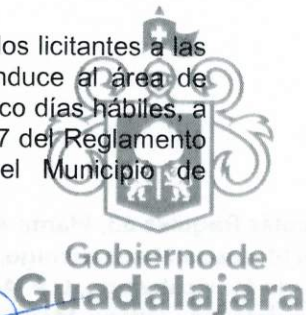 los licitantes a las
nduce al área de
co días hábiles, a
7 del Reglamento
el Municipio de
Gobierno de
Guadalajara